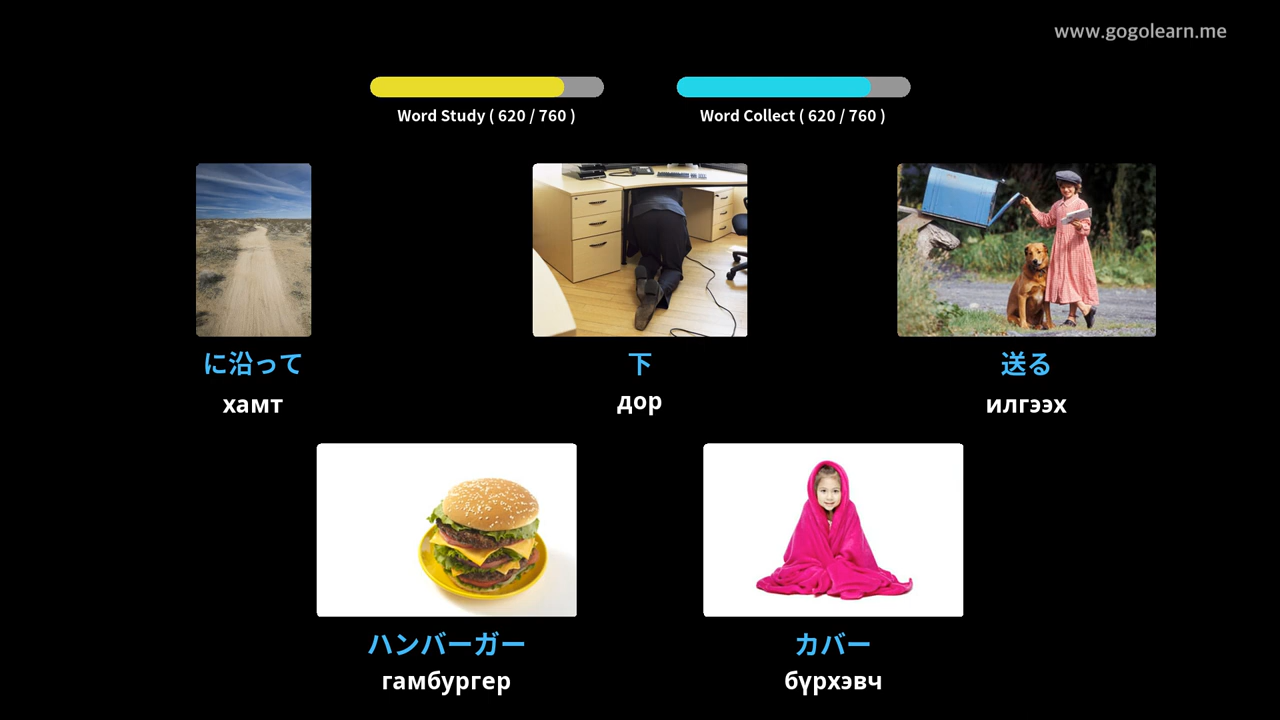 www.gogolearn.me
Word Study ( 620 / 760 )
Word Collect ( 620 / 760 )
に沿って
хамт
下
дор
送る
илгээх
ハンバーガー
гамбургер
カバー
бүрхэвч